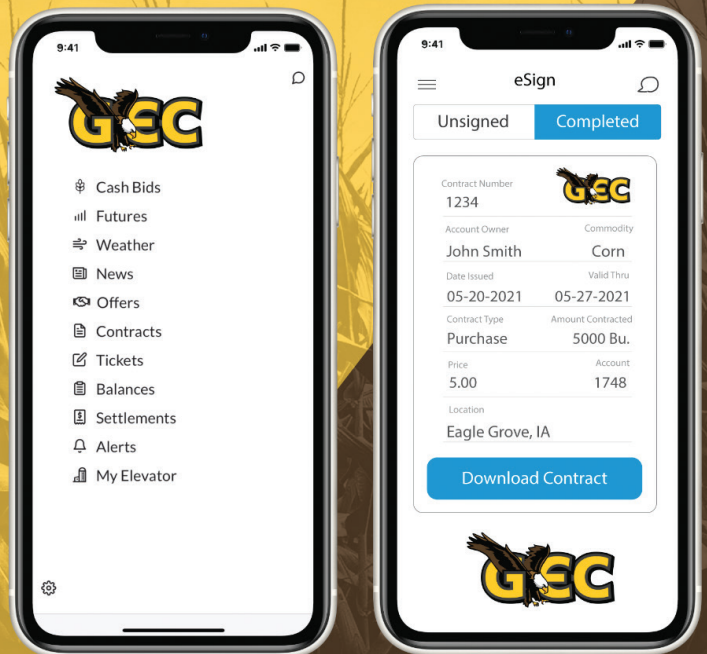 9:41
GEC
Cash Bids
Futures
Weather
News
Offers
Contracts
Tickets
Balances
Settlements
Alerts
My Elevator
9:41
eSign
Unsigned Completed
Contract Number
1234
GEC
Account Owner Commodity
John Smith Corn
Date Issued Valid Thru
05-20-2021 05-27-2021
Contract Type Amount Contracted
Purchase 5000 Bu.
Price Account
5.00 1748
Location
Eagle Grove, IA
Download Contract
GEC